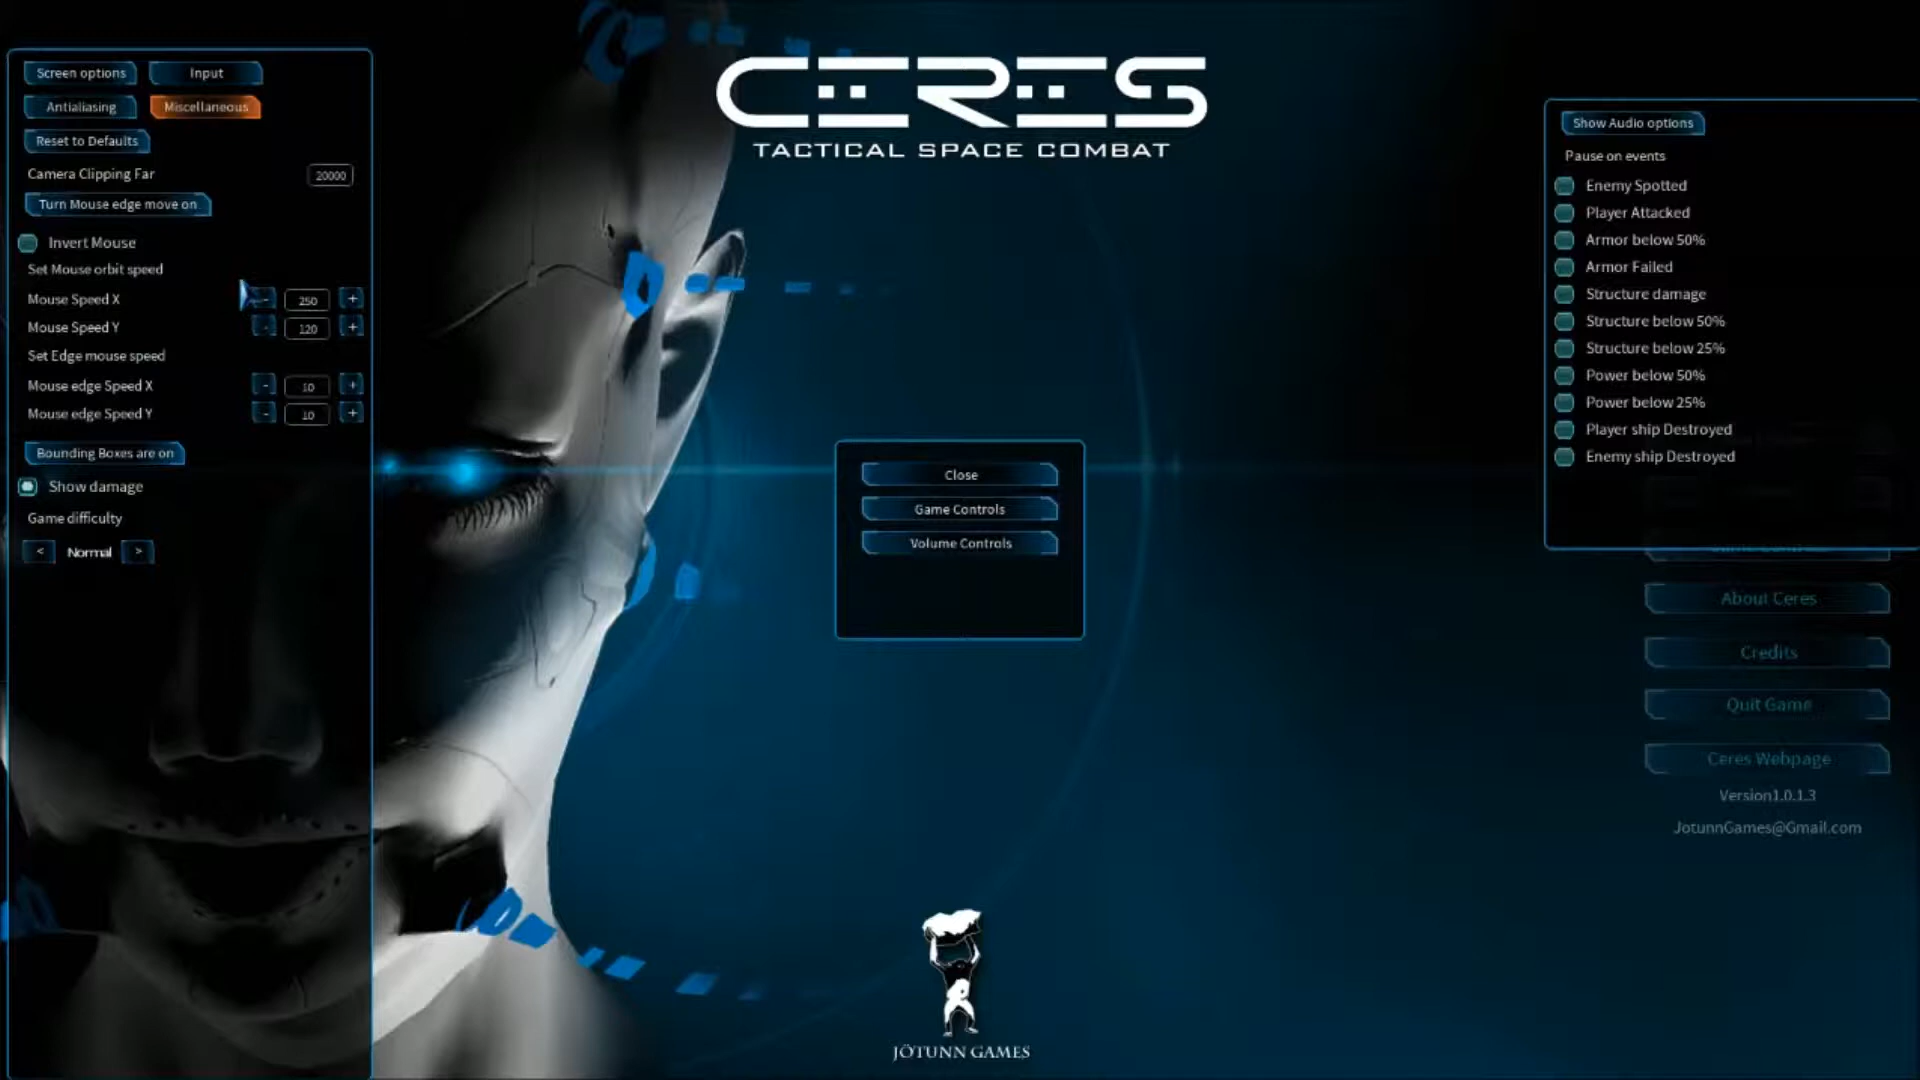 CERES
TACTICAL SPACE COMBAT
Screen options
Input
Antialiasing
Miscellaneous
Reset to Defaults
Camera Clipping Far 20000
Turn Mouse edge move on
Invert Mouse
Set Mouse orbit speed
Mouse Speed X - 250 +
Mouse Speed Y - 120 +
Set Edge mouse speed
Mouse edge Speed X - 10 +
Mouse edge Speed Y - 10 +
Bounding Boxes are on
Show damage
Game difficulty
< Normal >
Close
Game Controls
Volume Controls
Show Audio options
Pause on events
Enemy Spotted
Player Attacked
Armor below 50%
Armor Failed
Structure damage
Structure below 50%
Structure below 25%
Power below 50%
Power below 25%
Player ship Destroyed
Enemy ship Destroyed
About Ceres
Credits
Quit Game
Ceres Webpage
Version1.0.1.3
JotunnGames@Gmail.com
JÖTUNN GAMES